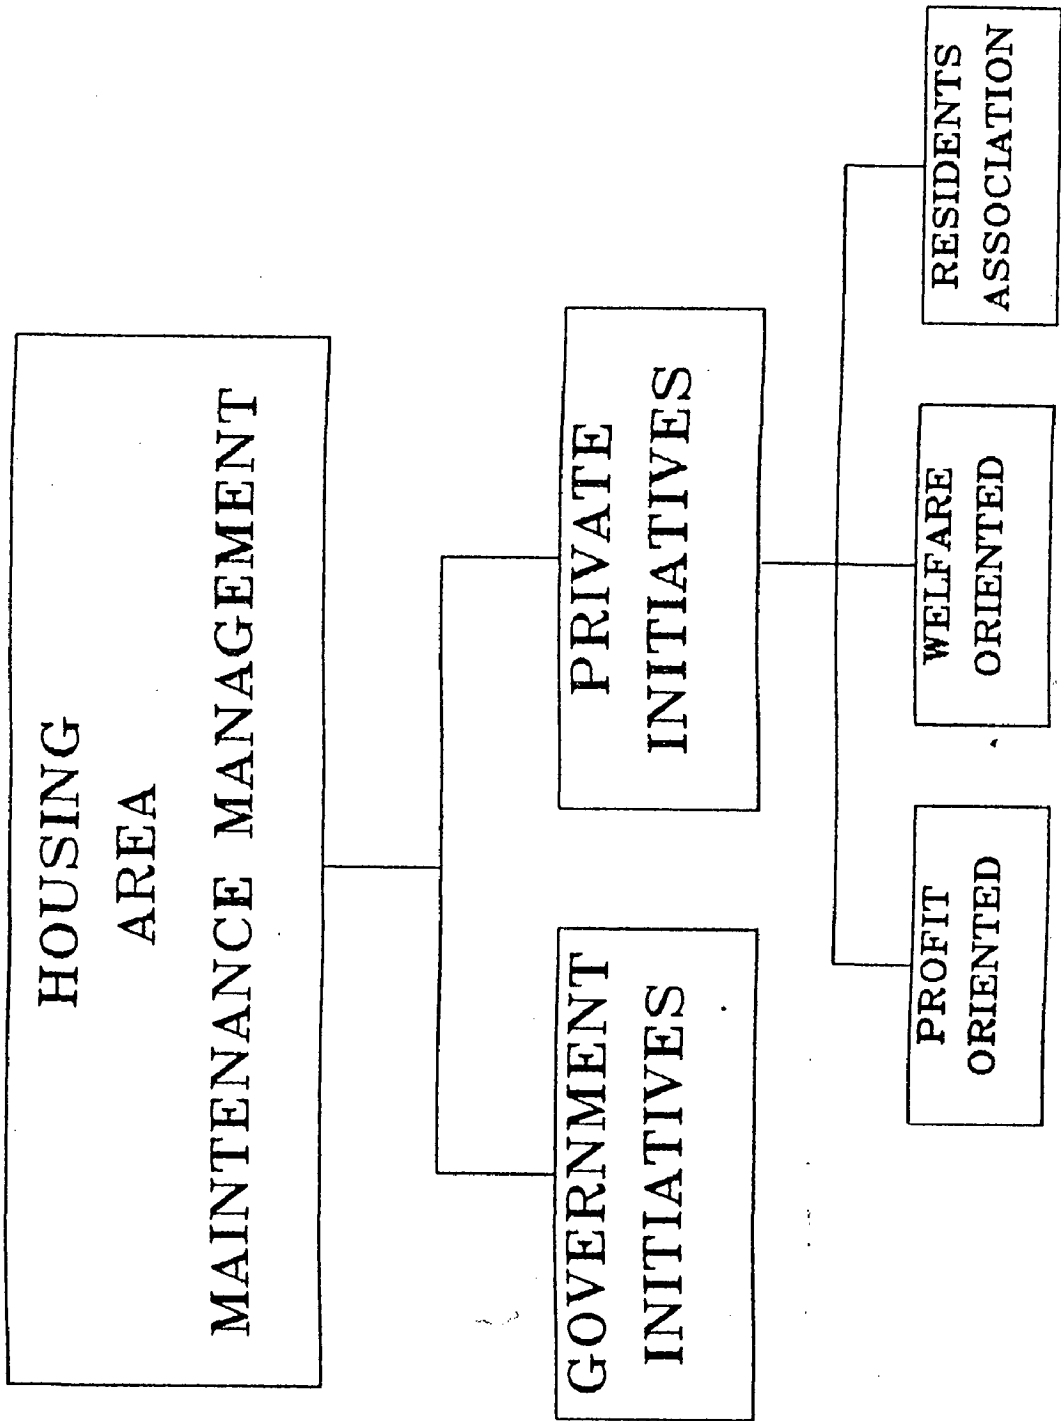 HOUSING
AREA
MAINTENANCE MANAGEMENT
GOVERNMENT
INITIATIVES
PRIVATE
INITIATIVES
PROFIT
ORIENTED
WELFARE
ORIENTED
RESIDENTS
ASSOCIATION